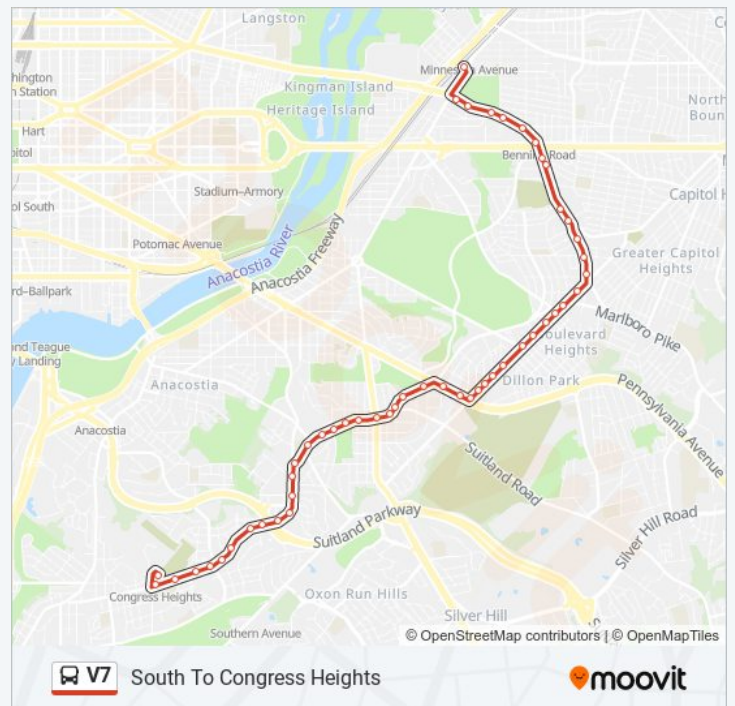 Langston
hington
n Station
Minne
Avenue
Kingman Island
Heritage Island
North
Boun
Hart
pitol
Benni
Road
Stadium–Armory
Capitol H
ol South
Potomac Avenue
Anacostia River
Anacostia Freeway
Greater Capitol
Heights
rd–Ballpark
Marlboro Pike
oulevard
Heights
nd Teague
y Landing
Anacostia
Dillon Park
Pennsylvania Avenue
Anacostia
Suitland Road
Suitland Parkway
Silver Hill Road
Congress Heights
Oxon Run Hills
Silver Hill
Southern Avenue
© OpenStreetMap contributors | © OpenMapTiles
V7 South To Congress Heights
moovit